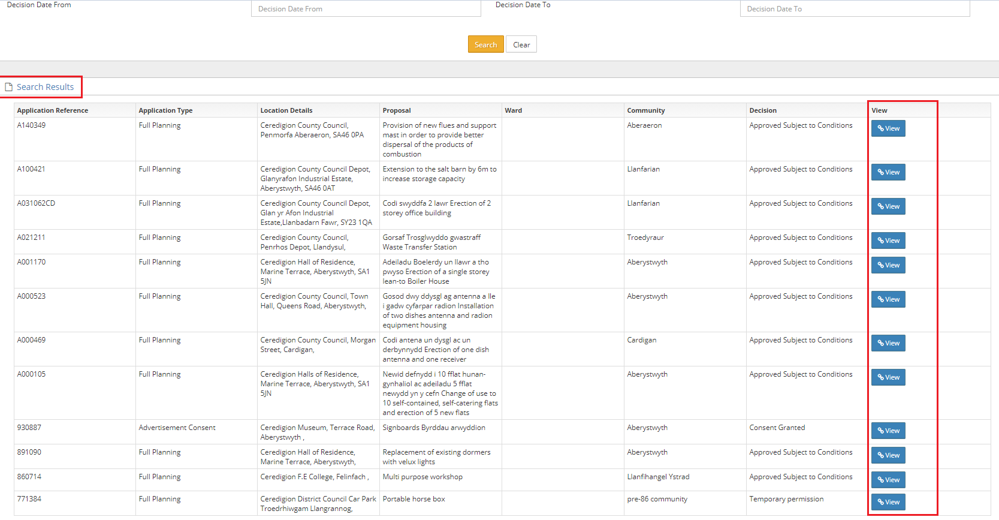 Decision Date From
Decision Date From
Decision Date To
Decision Date To
Search
Clear
Search Results
Application Reference
Application Type
Location Details
Proposal
Ward
Community
Decision
View
A140349
Full Planning
Ceredigion County Council,
Penmorfa Aberaeron, SA46 0PA
Provision of new flues and support
mast in order to provide better
dispersal of the products of
combustion
Aberaeron
Approved Subject to Conditions
View
A100421
Full Planning
Ceredigion County Council Depot,
Glanyrafon Industrial Estate,
Aberystwyth, SA46 0AT
Extension to the salt barn by 6m to
increase storage capacity
Llanfarian
Approved Subject to Conditions
View
A031062CD
Full Planning
Ceredigion County Council Depot,
Glan yr Afon Industrial
Estate,Llanbadarn Fawr, SY23 1QA
Codi swyddfa 2 lawr Erection of 2
storey office building
Llanfarian
Approved Subject to Conditions
View
A021211
Full Planning
Ceredigion County Council,
Penrhos Depot, Llandysul,
Gorsaf Trosglwyddo gwastraff
Waste Transfer Station
Troedyraur
Approved Subject to Conditions
View
A001170
Full Planning
Ceredigion Hall of Residence,
Marine Terrace, Aberystwyth, SA1
5JN
Adeiladu Boelerdy un llawr a tho
pwyso Erection of a single storey
lean-to Boiler House
Aberystwyth
Approved Subject to Conditions
View
A000523
Full Planning
Ceredigion County Council, Town
Hall, Queens Road, Aberystwyth,
Gosod dwy ddysgl ag antenna a lle
i gadw cyfarpar radion Installation
of two dishes antenna and radion
equipment housing
Aberystwyth
Approved Subject to Conditions
View
A000469
Full Planning
Ceredigion County Council, Morgan
Street, Cardigan,
Codi antena un dysgl ac un
derbynnydd Erection of one dish
antenna and one receiver
Cardigan
Approved Subject to Conditions
View
A000105
Full Planning
Ceredigion Halls of Residence,
Marine Terrace, Aberystwyth, SA1
5JN
Newid defnydd i 10 fflat hunan-
gynhaliol ac adeiladu 5 fflat
newydd yn y cefn Change of use to
10 self-contained, self-catering flats
and erection of 5 new flats
Aberystwyth
Approved Subject to Conditions
View
930887
Advertisement Consent
Ceredigion Museum, Terrace Road,
Aberystwyth ,
Signboards Byrddau arwyddion
Aberystwyth
Consent Granted
View
891090
Full Planning
Ceredigion Hall of Residence,
Marine Terrace, Aberystwyth,
Replacement of existing dormers
with velux lights
Aberystwyth
Approved Subject to Conditions
View
860714
Full Planning
Ceredigion F.E College, Felinfach ,
Multi purpose workshop
Llanfihangel Ystrad
Approved Subject to Conditions
View
771384
Full Planning
Ceredigion District Council Car Park
Troedrhiwgam Llangrannog,
Portable horse box
pre-86 community
Temporary permission
View